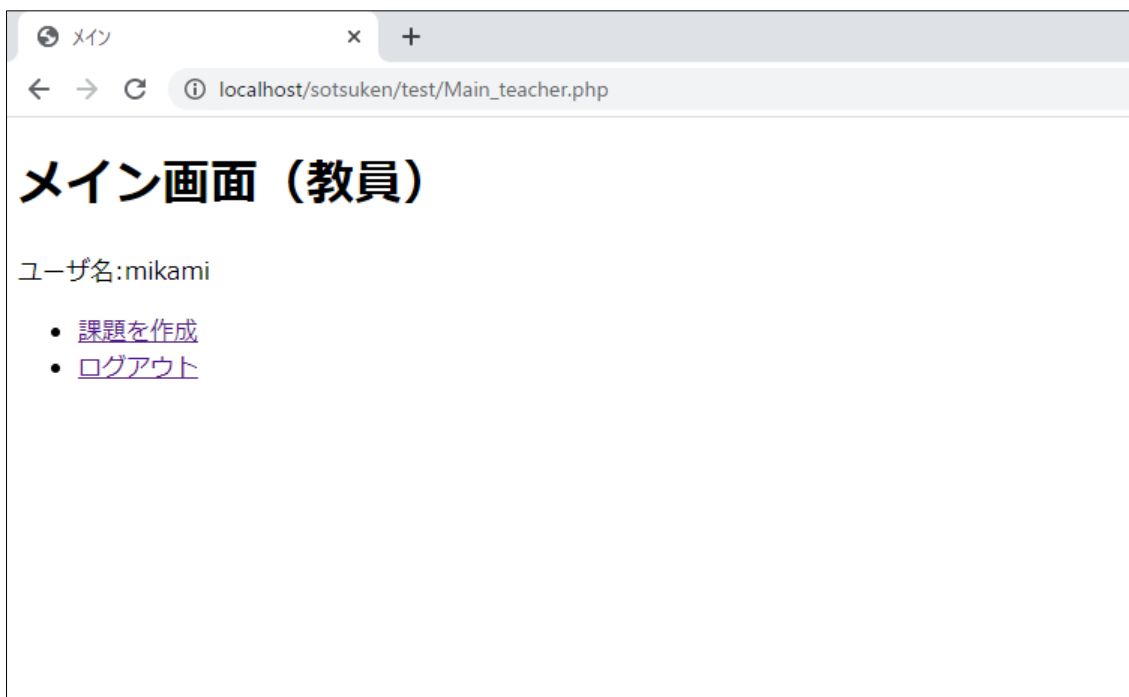 メイン
localhost/sotsuken/test/Main_teacher.php
メイン画面（教員）
ユーザ名:mikami
課題を作成
ログアウト